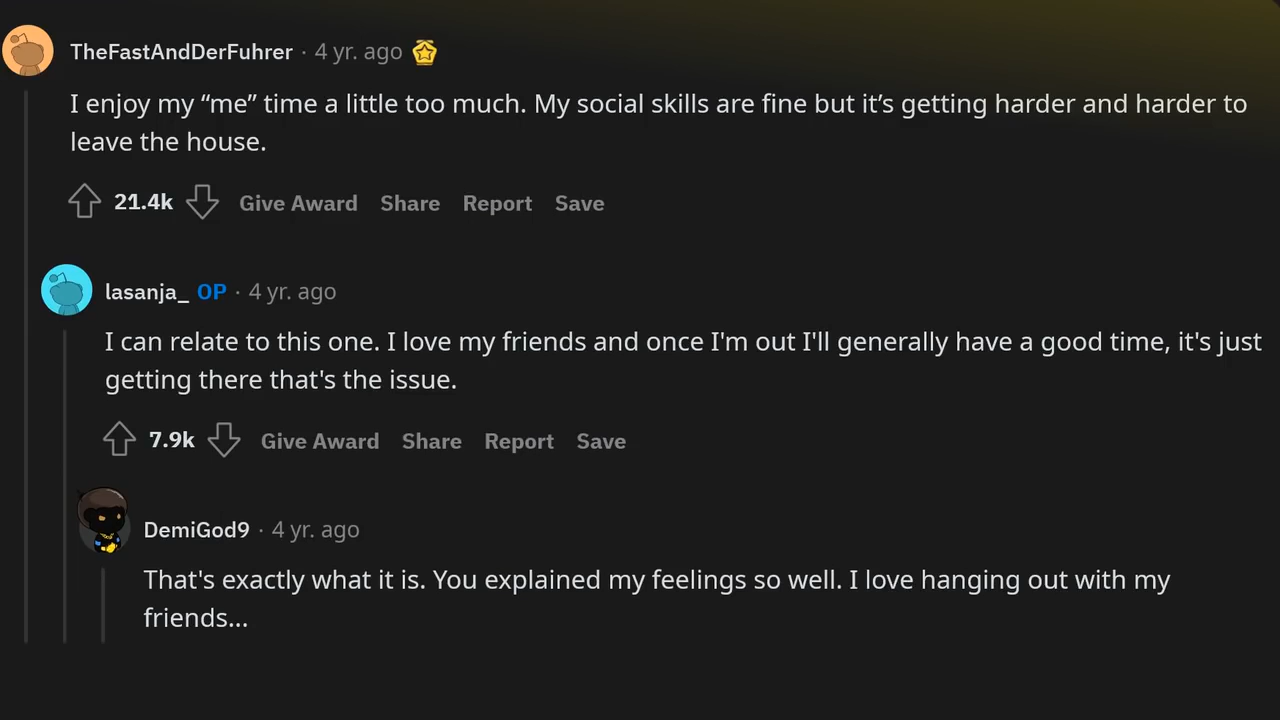 TheFastAndDerFuhrer · 4 yr. ago
I enjoy my “me” time a little too much. My social skills are fine but it’s getting harder and harder to
leave the house.
21.4k Give Award Share Report Save
lasanja_ OP · 4 yr. ago
I can relate to this one. I love my friends and once I'm out I'll generally have a good time, it's just
getting there that's the issue.
7.9k Give Award Share Report Save
DemiGod9 · 4 yr. ago
That's exactly what it is. You explained my feelings so well. I love hanging out with my
friends...